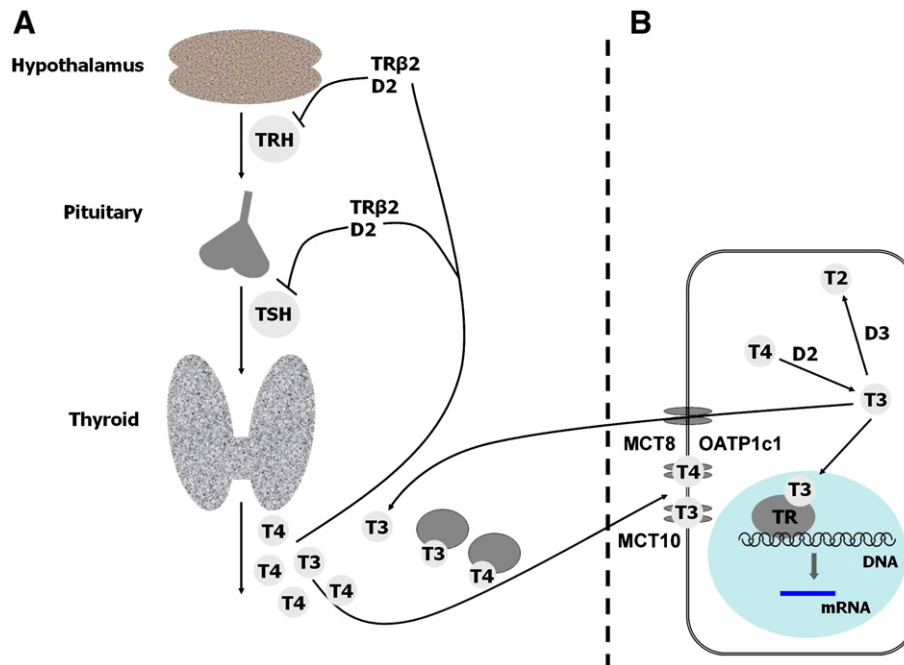 A
Hypothalamus
TRβ2
D2
TRH
Pituitary
TRβ2
D2
TSH
Thyroid
T4
T4
T3
T4
T4
T3
T3
T4
B
T2
T4
D2
D3
T3
MCT8
OATP1c1
T4
T3
MCT10
T3
TR
DNA
mRNA